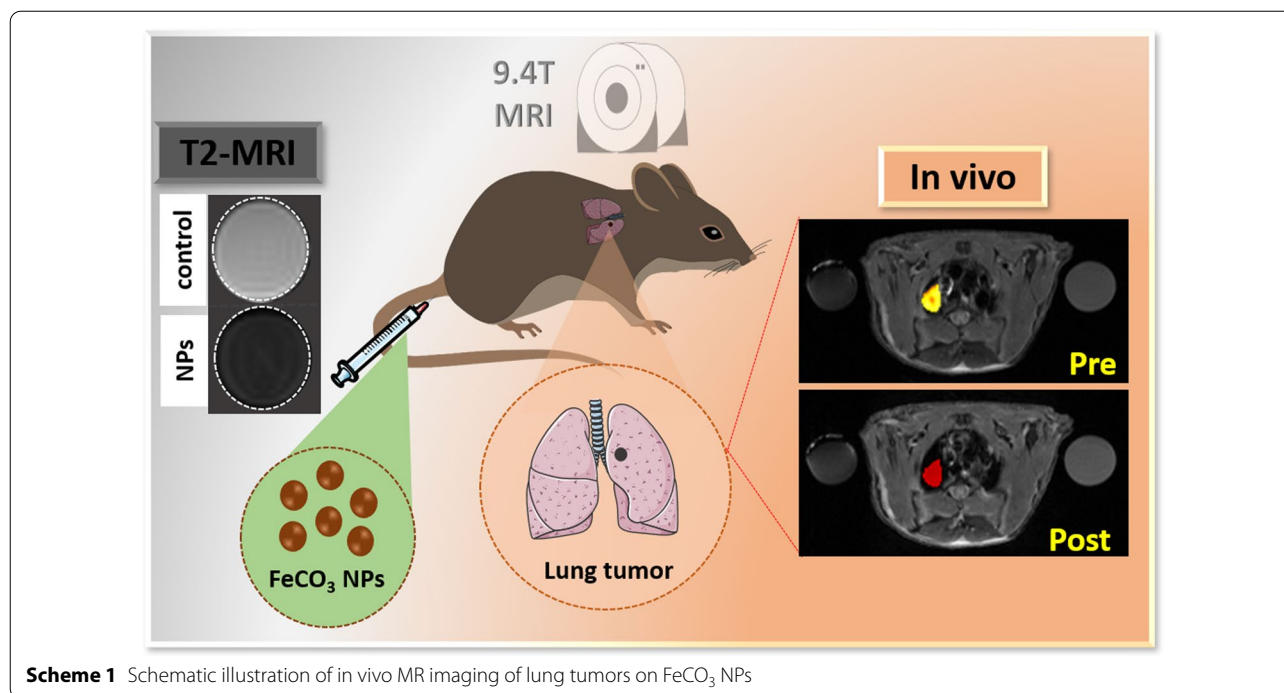 9.4T
MRI
T2-MRI
control
NPs
In vivo
Pre
Post
FeCO₃ NPs
Lung tumor
Scheme 1 Schematic illustration of in vivo MR imaging of lung tumors on FeCO₃ NPs